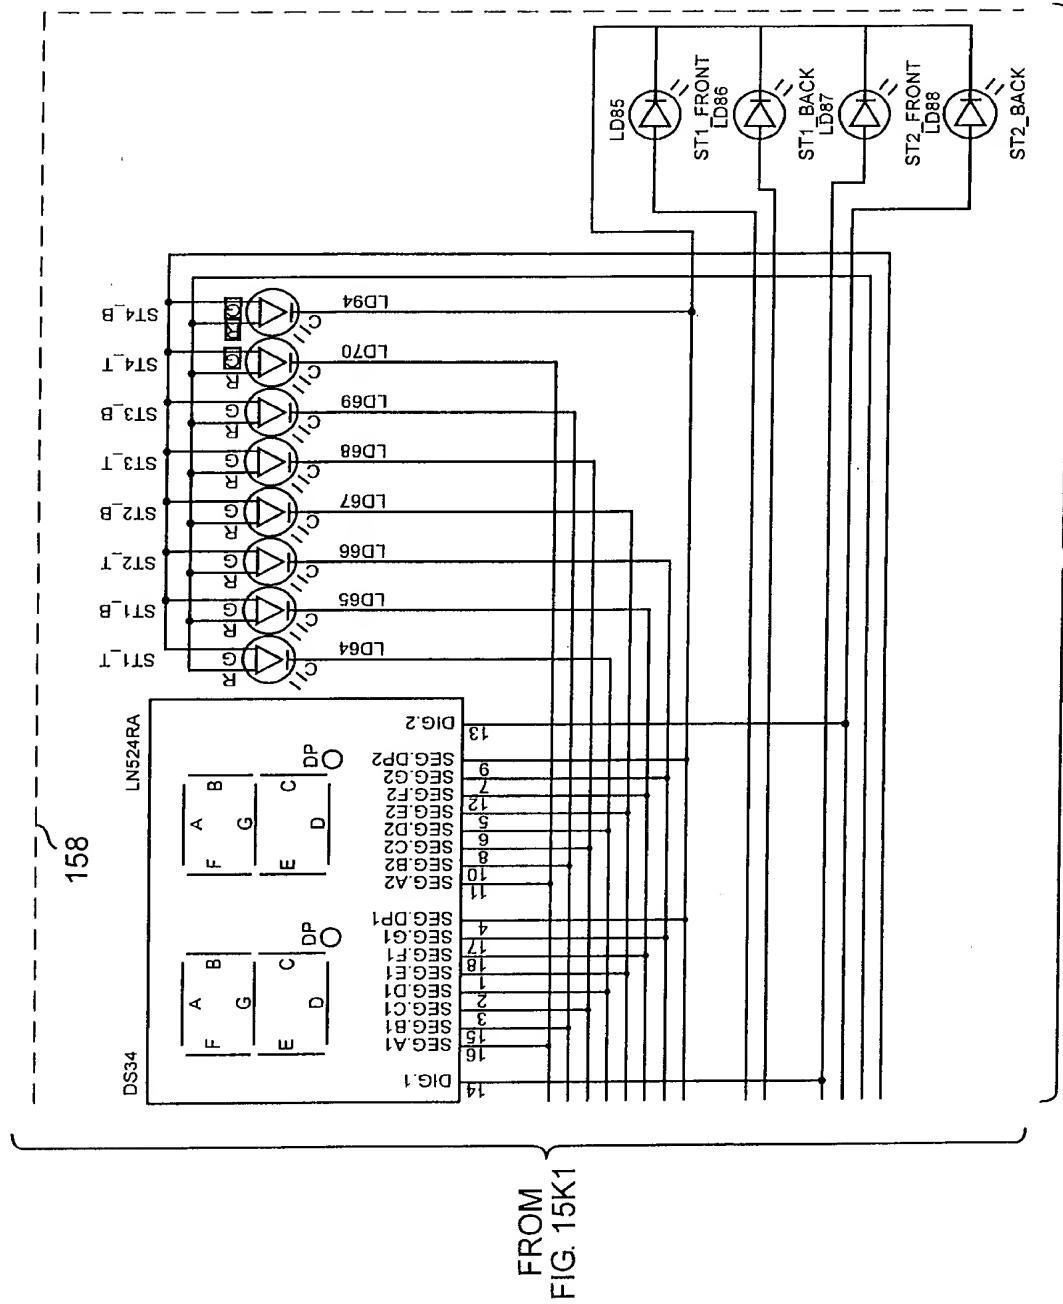 158
LN524RA
DS34
A
B
C
D
E
F
G
DP
A
B
C
D
E
F
G
DP
DIG.1
SEG.A1
SEG.B1
SEG.C1
SEG.D1
SEG.E1
SEG.F1
SEG.G1
SEG.DP1
SEG.A2
SEG.B2
SEG.C2
SEG.D2
SEG.E2
SEG.F2
SEG.G2
SEG.DP2
DIG.2
14
16
15
3
2
1
18
17
4
11
10
8
6
5
12
7
9
13
ST1_T
ST1_B
ST2_T
ST2_B
ST3_T
ST3_B
ST4_T
ST4_B
R G
R G
R G
R G
R G
R G
R G
R G
C
C
C
C
C
C
C
C
LD64
LD65
LD66
LD67
LD68
LD69
LD70
LD94
LD85
ST1_FRONT
LD86
ST1_BACK
LD87
ST2_FRONT
LD88
ST2_BACK
FROM
FIG. 15K1